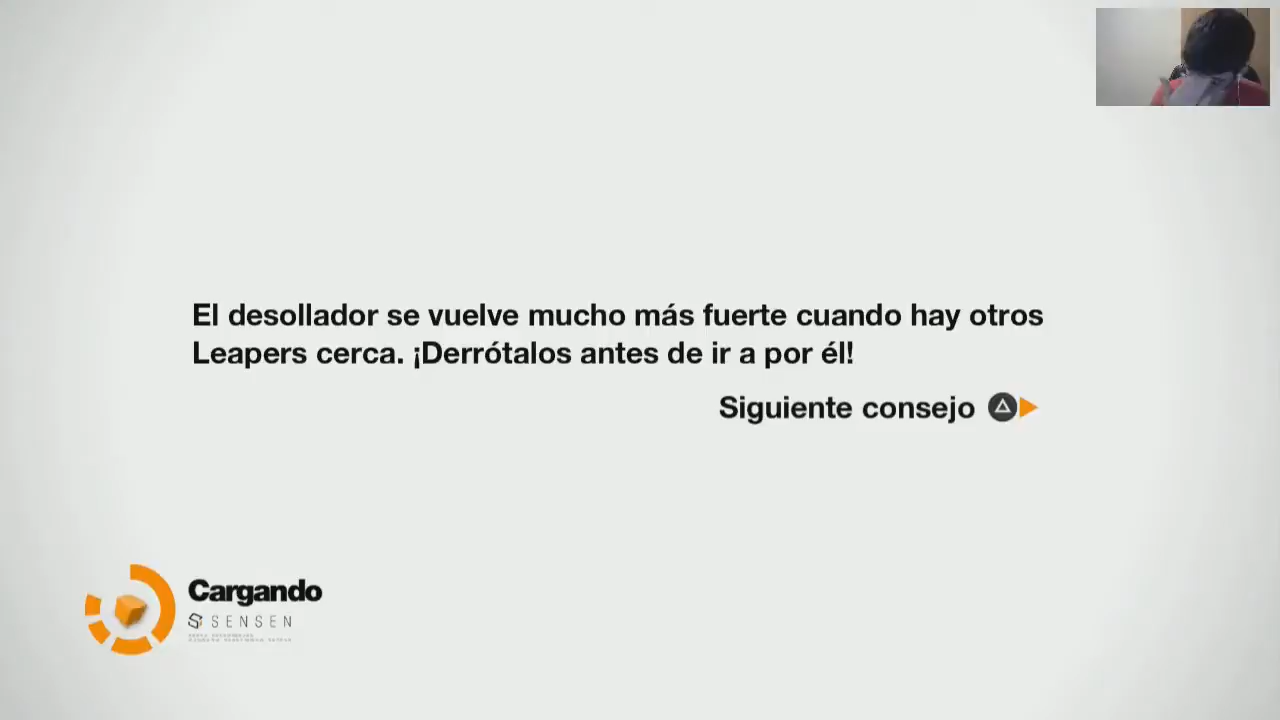 El desollador se vuelve mucho más fuerte cuando hay otros
Leapers cerca. ¡Derrótalos antes de ir a por él!
Siguiente consejo
Cargando
SENSEN